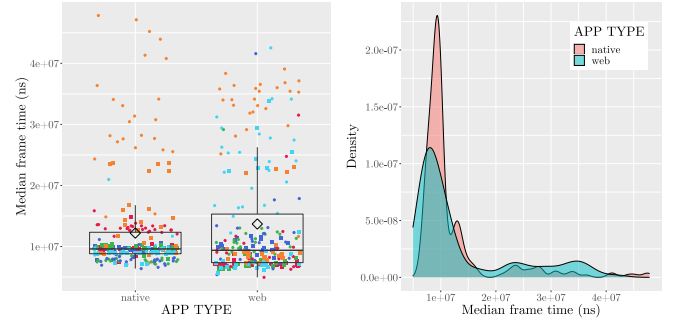 Median frame time (ns)
4e+07
3e+07
2e+07
1e+07
native web
APP TYPE
Density
2.0e-07
1.5e-07
1.0e-07
5.0e-08
0.0e+00
APP TYPE
native
web
1e+07 2e+07 3e+07 4e+07
Median frame time (ns)